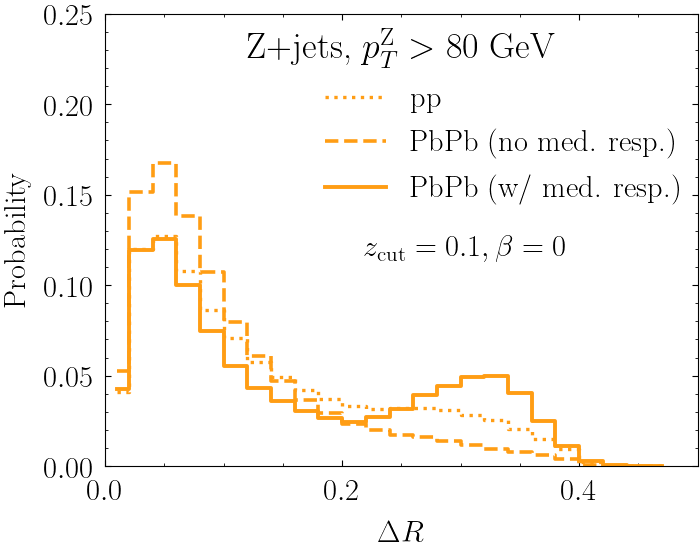 Z+jets, $p_T^{\mathrm{Z}} > 80$ GeV
pp
PbPb (no med. resp.)
PbPb (w/ med. resp.)
$z_{\mathrm{cut}} = 0.1, \beta = 0$
Probability
0.25
0.20
0.15
0.10
0.05
0.00
0.0
0.2
0.4
$\Delta R$